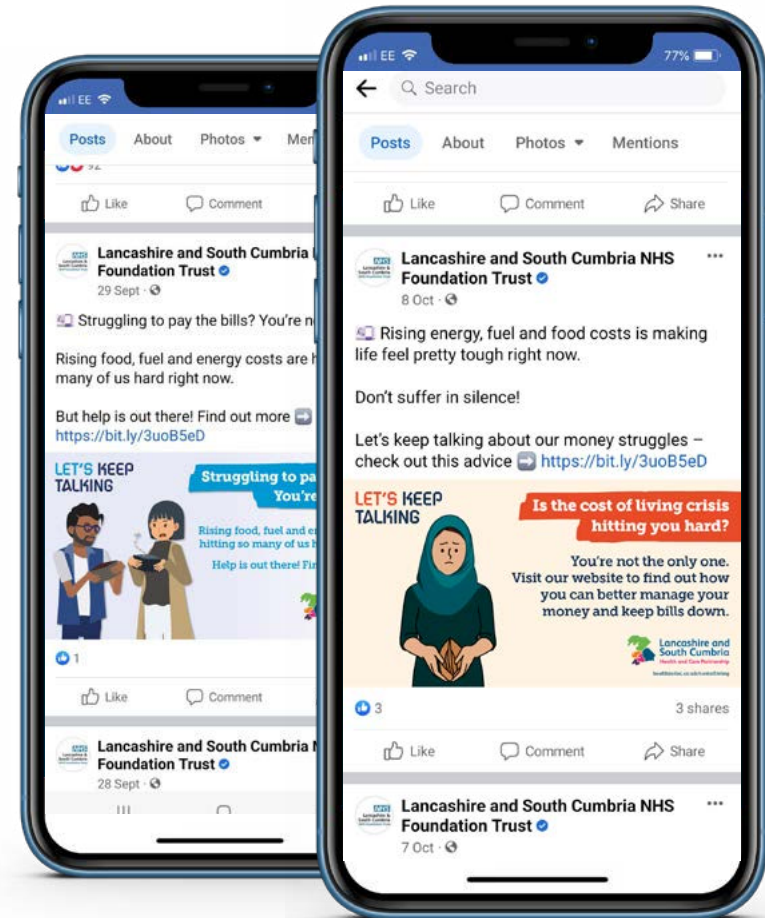 EE
Posts About Photos
92
Like Comment
Lancashire and South Cumbria
Foundation Trust
29 Sept
Struggling to pay the bills? You're
Rising food, fuel and energy costs are
many of us hard right now.
But help is out there! Find out more
https://bit.ly/3uoB5eD
LET'S KEEP
TALKING
Struggling to pa
You're
Rising food, fuel and e
hitting so many of us
Help is out there! Fi
1
Like Comment
Lancashire and South Cumbria
Foundation Trust
28 Sept
EE 77%
Search
Posts About Photos Mentions
Like Comment Share
NHS
Lancashire and South Cumbria NHS
Foundation Trust
8 Oct
Rising energy, fuel and food costs is making
life feel pretty tough right now.
Don't suffer in silence!
Let's keep talking about our money struggles –
check out this advice https://bit.ly/3uoB5eD
LET'S KEEP
TALKING
Is the cost of living crisis
hitting you hard?
You're not the only one.
Visit our website to find out how
you can better manage your
money and keep bills down.
Lancashire and
South Cumbria
Health and Care Partnership
3 3 shares
Like Comment Share
NHS
Lancashire and South Cumbria NHS
Foundation Trust
7 Oct